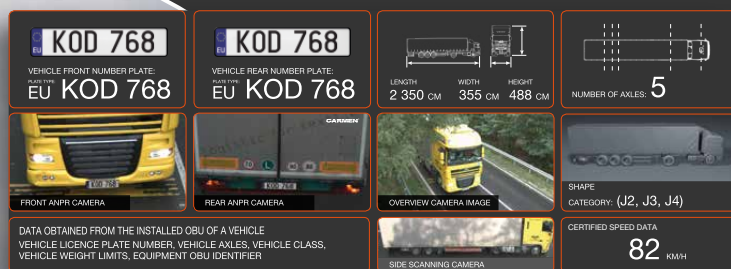 EU KOD 768
VEHICLE FRONT NUMBER PLATE:
PLATE TYPE: EU KOD 768
EU KOD 768
VEHICLE REAR NUMBER PLATE:
PLATE TYPE: EU KOD 768
LENGTH WIDTH HEIGHT
2 350 CM 355 CM 488 CM
NUMBER OF AXLES: 5
KOD 768
FRONT ANPR CAMERA
CARMEN
KOD 768
REAR ANPR CAMERA
OVERVIEW CAMERA IMAGE
SHAPE
CATEGORY: (J2, J3, J4)
DATA OBTAINED FROM THE INSTALLED OBU OF A VEHICLE
VEHICLE LICENCE PLATE NUMBER, VEHICLE AXLES, VEHICLE CLASS,
VEHICLE WEIGHT LIMITS, EQUIPMENT OBU IDENTIFIER
SIDE SCANNING CAMERA
CERTIFIED SPEED DATA
82 KM/H